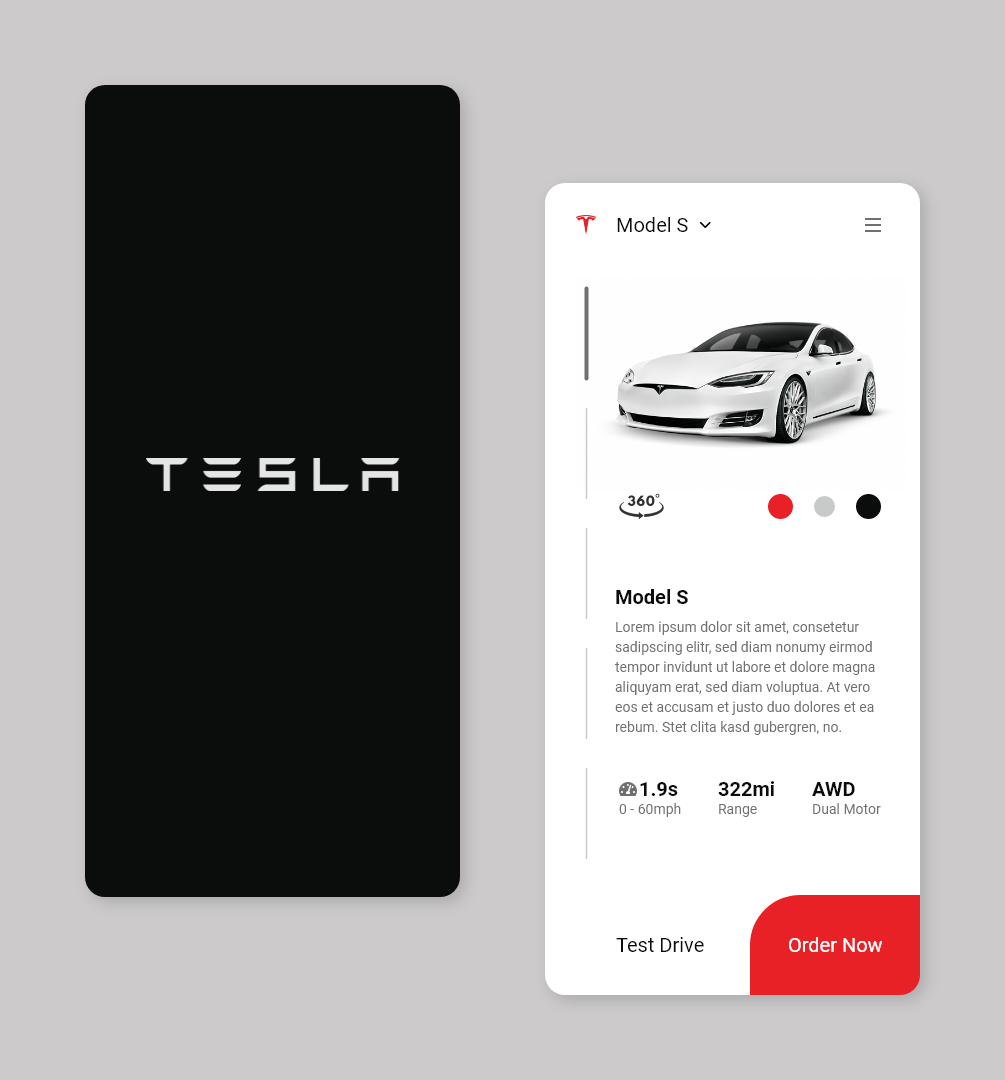 TESLA
Model S
360°
Model S
Lorem ipsum dolor sit amet, consetetur
sadipscing elitr, sed diam nonumy eirmod
tempor invidunt ut labore et dolore magna
aliquyam erat, sed diam voluptua. At vero
eos et accusam et justo duo dolores et ea
rebum. Stet clita kasd gubergren, no.
1.9s 322mi AWD
0 - 60mph Range Dual Motor
Test Drive Order Now